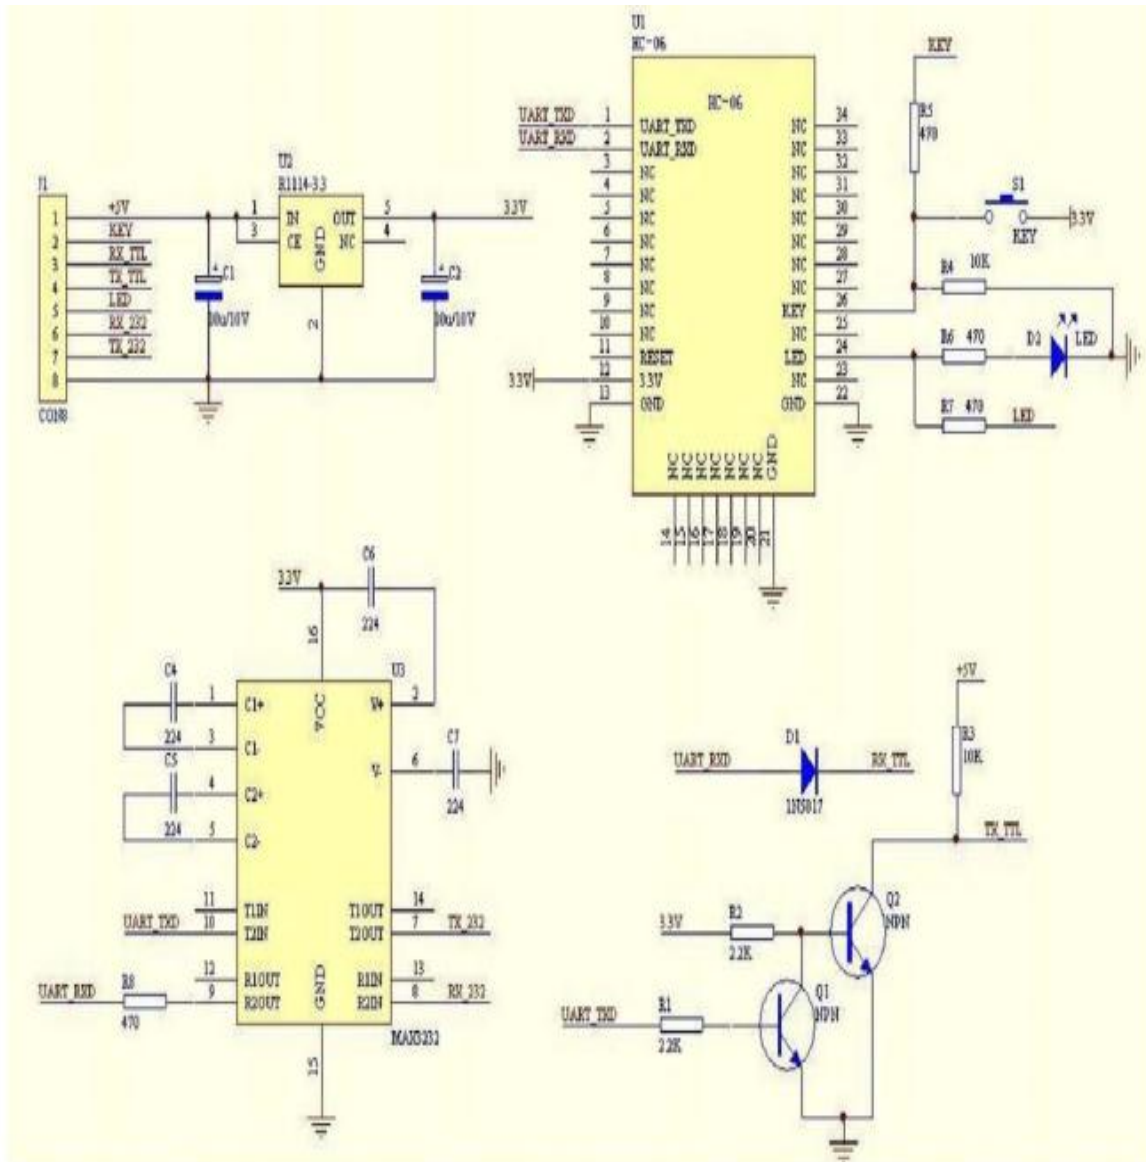 U1
HC-06
HC-06
UART_TXD 1 UART_TXD
UART_RXD 2 UART_RXD
3 NC
4 NC
5 NC
6 NC
7 NC
8 NC
9 NC
10 NC
11 RESET
3.3V 12 3.3V
13 GND
NC 34
NC 33
NC 32
NC 31
NC 30
NC 29
NC 28
NC 27
KEY 26
NC 25
LED 24
NC 23
GND 22
NC NC NC NC NC NC NC GND
14 15 16 17 18 19 20 21
KEY
R5
470
S1
KEY
3.3V
R4 10K
R6 470
D2 LED
R7 470 LED
J1
1 +5V
2 KEY
3 RX_TTL
4 TX_TTL
5 LED
6 RX_232
7 TX_232
8
CON8
U2
R1114-3.3
1 IN OUT 5
3 CE NC 4
GND
2
3.3V
C1
10u/10V
C2
10u/10V
3.3V
C6
224
16
U3
VCC
C4
224
C5
224
1 C1+
3 C1-
4 C2+
5 C2-
V+ 2
V- 6
C7
224
11 T1IN T1OUT 14
UART_TXD 10 T2IN T2OUT 7 TX_232
12 R1OUT R1IN 13
UART_RXD R8 9 R2OUT R2IN 8 RX_232
470
GND
MAX3232
15
+5V
R3
10K
UART_RXD D1 RX_TTL
1N5817
TX_TTL
Q2
NPN
3.3V R2
2.2K
Q1
NPN
UART_TXD R1
2.2K